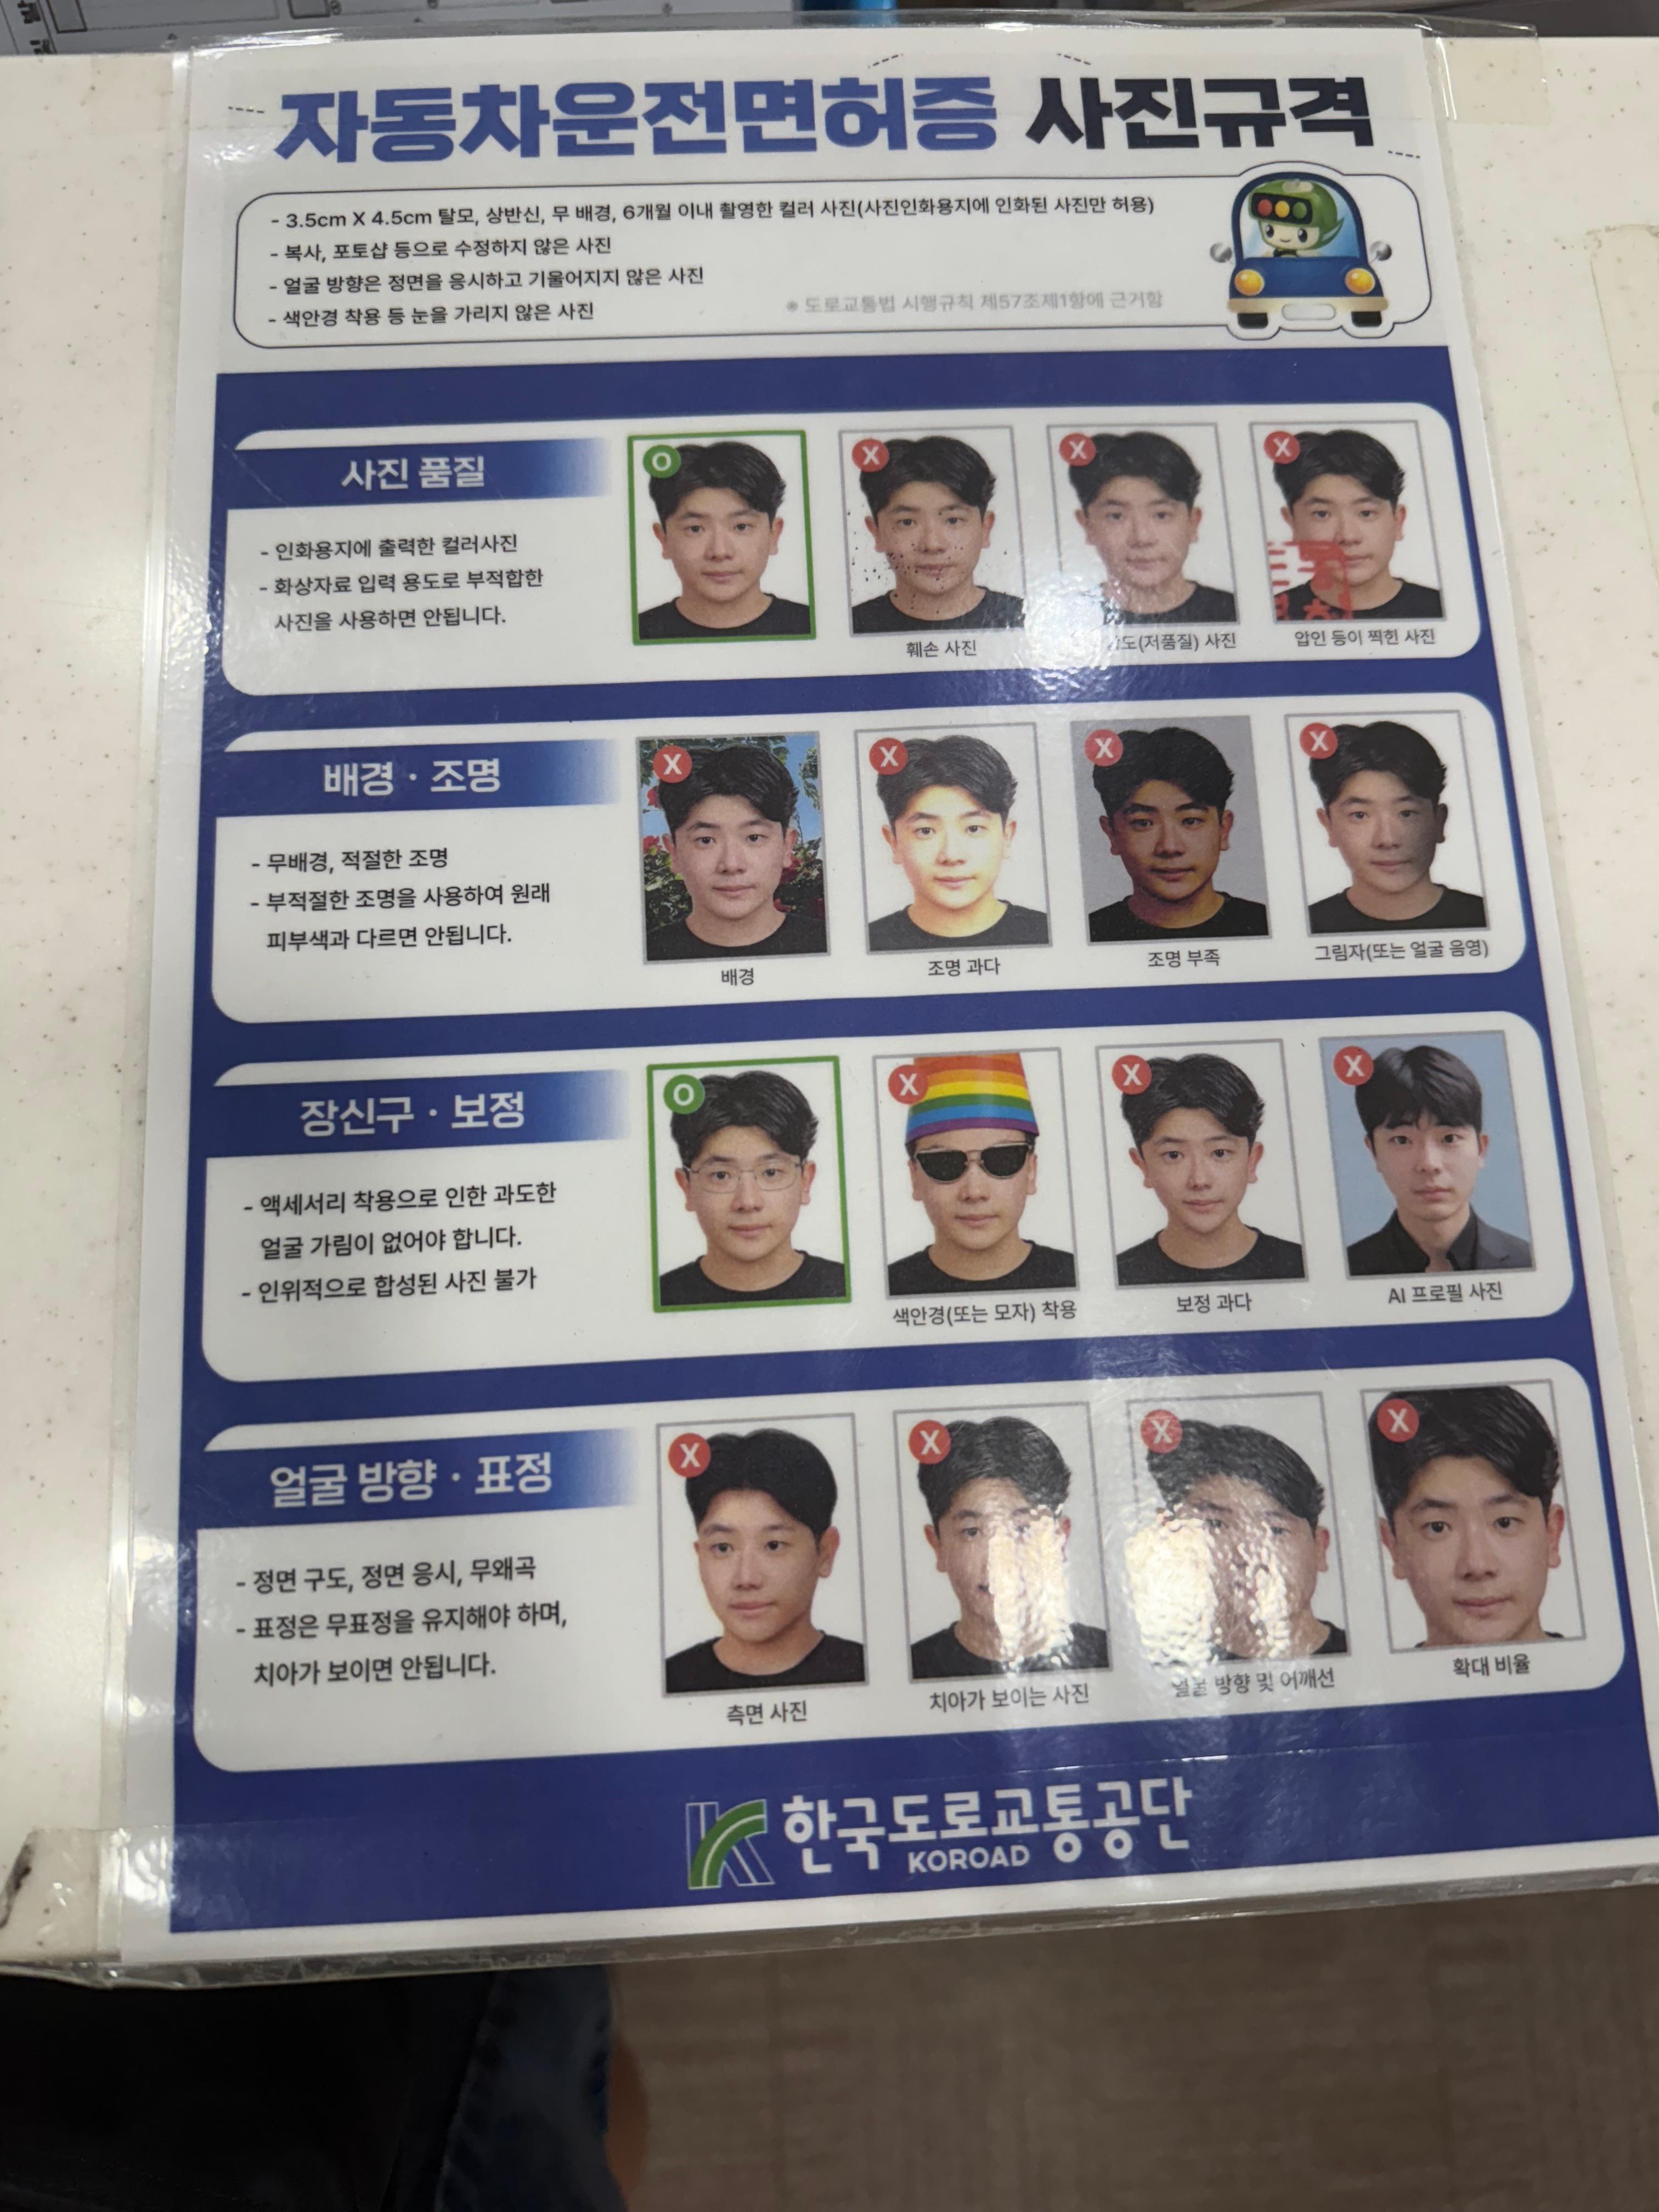 자동차운전면허증 사진규격
- 3.5cm X 4.5cm 탈모, 상반신, 무 배경, 6개월 이내 촬영한 컬러 사진(사진인화용지에 인화된 사진만 허용)
- 복사, 포토샵 등으로 수정하지 않은 사진
- 얼굴 방향은 정면을 응시하고 기울어지지 않은 사진
- 색안경 착용 등 눈을 가리지 않은 사진
※ 도로교통법 시행규칙 제57조제1항에 근거함
사진 품질
- 인화용지에 출력한 컬러사진
- 화상자료 입력 용도로 부적합한
사진을 사용하면 안됩니다.
O
X
X
X
훼손 사진
(저품질) 사진
압인 등이 찍힌 사진
배경 · 조명
- 무배경, 적절한 조명
- 부적절한 조명을 사용하여 원래
피부색과 다르면 안됩니다.
X
X
X
X
배경
조명 과다
조명 부족
그림자(또는 얼굴 음영)
장신구 · 보정
- 액세서리 착용으로 인한 과도한
얼굴 가림이 없어야 합니다.
- 인위적으로 합성된 사진 불가
O
X
X
X
색안경(또는 모자) 착용
보정 과다
AI 프로필 사진
얼굴 방향 · 표정
- 정면 구도, 정면 응시, 무왜곡
- 표정은 무표정을 유지해야 하며,
치아가 보이면 안됩니다.
X
X
X
X
측면 사진
치아가 보이는 사진
얼굴 방향 및 어깨선
확대 비율
한국도로교통공단
KOROAD